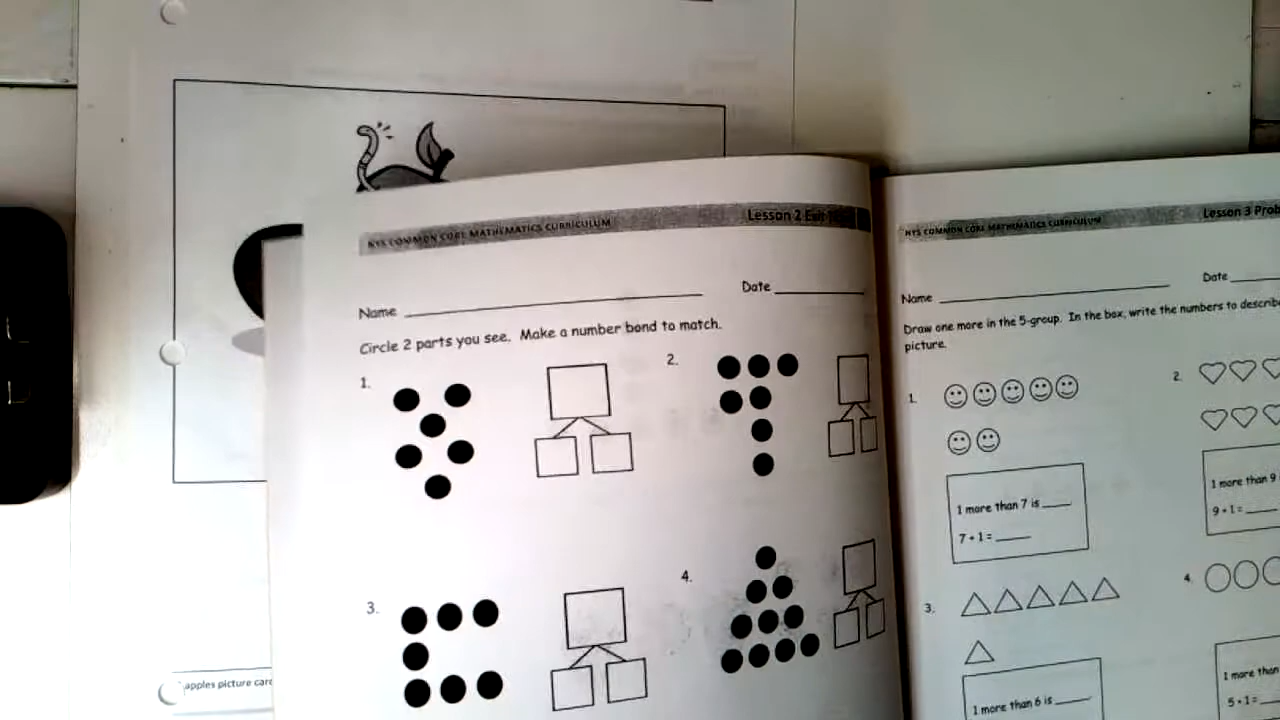 NYS COMMON CORE MATHEMATICS CURRICULUM
Lesson 2 Exit
Name
Date
Circle 2 parts you see. Make a number bond to match.
1.
2.
3.
4.
apples picture card
NYS COMMON CORE MATHEMATICS CURRICULUM
Lesson 3
Name
Date
Draw one more in the 5-group. In the box, write the numbers to describe
picture.
1.
2.
1 more than 7 is
7 + 1 =
1 more than 9
9 + 1 =
3.
4.
1 more than 6 is
1 more than
5 + 1 =